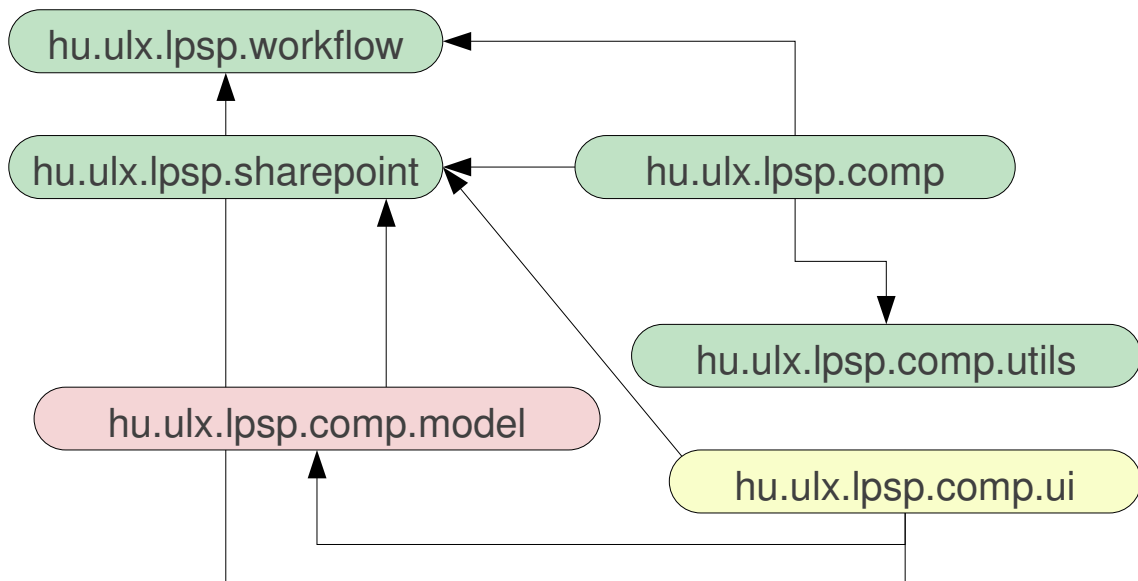 hu.ulx.lpsp.workflow
hu.ulx.lpsp.sharepoint
hu.ulx.lpsp.comp
hu.ulx.lpsp.comp.utils
hu.ulx.lpsp.comp.model
hu.ulx.lpsp.comp.ui